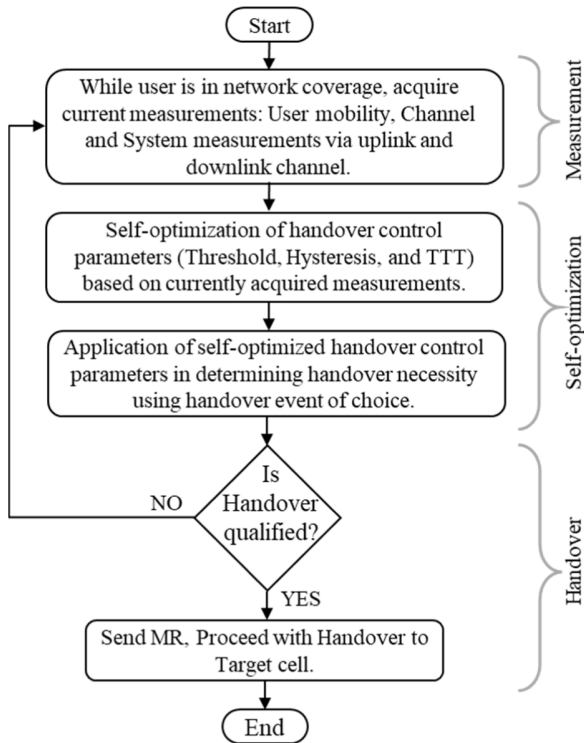 Start
While user is in network coverage, acquire
current measurements: User mobility, Channel
and System measurements via uplink and
downlink channel.
Measurement
Self-optimization of handover control
parameters (Threshold, Hysteresis, and TTT)
based on currently acquired measurements.
Application of self-optimized handover control
parameters in determining handover necessity
using handover event of choice.
Self-optimization
Is
Handover
qualified?
NO
YES
Send MR, Proceed with Handover to
Target cell.
Handover
End